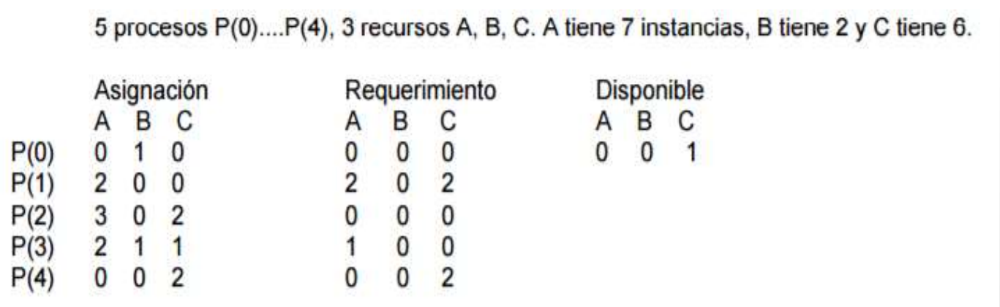 5 procesos P(0)....P(4), 3 recursos A, B, C. A tiene 7 instancias, B tiene 2 y C tiene 6.
Asignación Requerimiento Disponible
A B C A B C A B C
P(0) 0 1 0 0 0 0 0 0 1
P(1) 2 0 0 2 0 2
P(2) 3 0 2 0 0 0
P(3) 2 1 1 1 0 0
P(4) 0 0 2 0 0 2